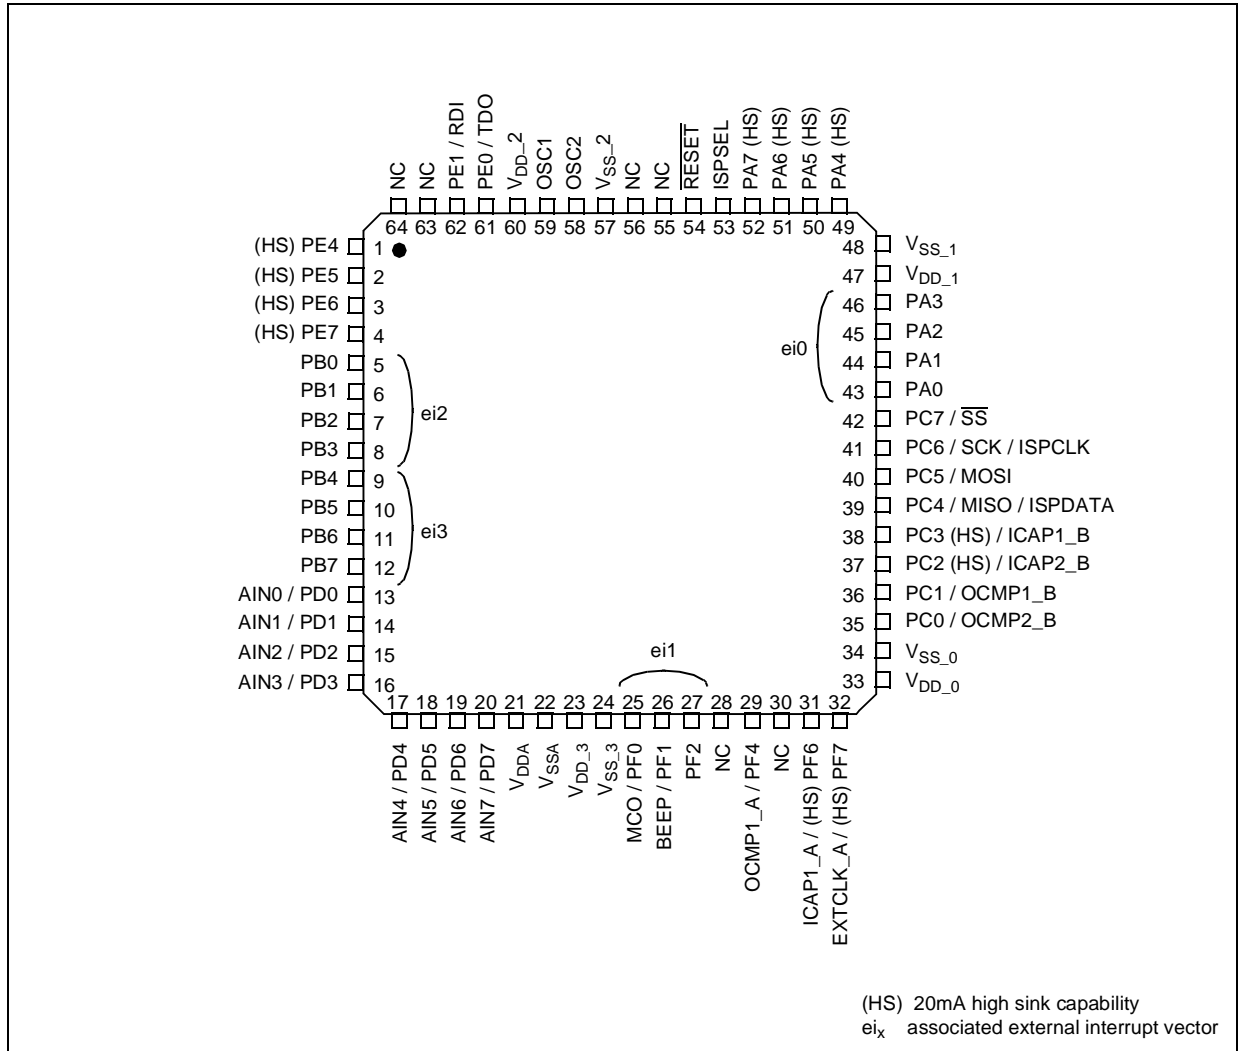 NC
NC
PE1 / RDI
PE0 / TDO
VDD_2
OSC1
OSC2
VSS_2
NC
NC
RESET
ISPSEL
PA7 (HS)
PA6 (HS)
PA5 (HS)
PA4 (HS)
64 63 62 61 60 59 58 57 56 55 54 53 52 51 50 49
(HS) PE4 1
(HS) PE5 2
(HS) PE6 3
(HS) PE7 4
PB0 5
PB1 6
PB2 7
PB3 8
ei2
PB4 9
PB5 10
PB6 11
PB7 12
ei3
AIN0 / PD0 13
AIN1 / PD1 14
AIN2 / PD2 15
AIN3 / PD3 16
48 VSS_1
47 VDD_1
46 PA3
45 PA2
44 PA1
43 PA0
ei0
42 PC7 / SS
41 PC6 / SCK / ISPCLK
40 PC5 / MOSI
39 PC4 / MISO / ISPDATA
38 PC3 (HS) / ICAP1_B
37 PC2 (HS) / ICAP2_B
36 PC1 / OCMP1_B
35 PC0 / OCMP2_B
34 VSS_0
33 VDD_0
ei1
17 18 19 20 21 22 23 24 25 26 27 28 29 30 31 32
AIN4 / PD4
AIN5 / PD5
AIN6 / PD6
AIN7 / PD7
VDDA
VSSA
VDD_3
VSS_3
MCO / PF0
BEEP / PF1
PF2
NC
OCMP1_A / PF4
NC
ICAP1_A / (HS) PF6
EXTCLK_A / (HS) PF7
(HS) 20mA high sink capability
eix associated external interrupt vector